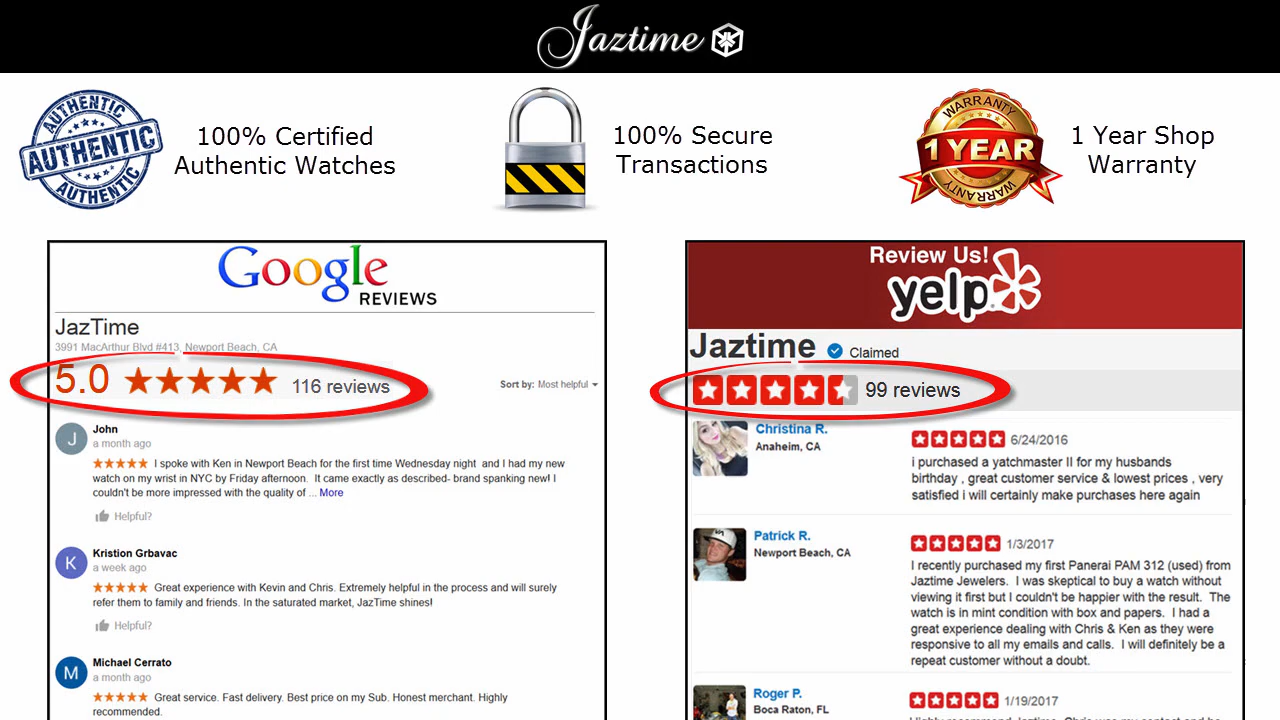 Jaztime
AUTHENTIC
AUTHENTIC
AUTHENTIC
100% Certified
Authentic Watches
100% Secure
Transactions
WARRANTY
1 YEAR
WARRANTY
1 Year Shop
Warranty
Google
REVIEWS
JazTime
3991 MacArthur Blvd #413, Newport Beach, CA
5.0 116 reviews
Sort by: Most helpful
J
John
a month ago
I spoke with Ken in Newport Beach for the first time Wednesday night and I had my new
watch on my wrist in NYC by Friday afternoon. It came exactly as described- brand spanking new! I
couldn't be more impressed with the quality of ... More
Helpful?
K
Kristion Grbavac
a week ago
Great experience with Kevin and Chris. Extremely helpful in the process and will surely
refer them to family and friends. In the saturated market, JazTime shines!
Helpful?
M
Michael Cerrato
a month ago
Great service. Fast delivery. Best price on my Sub. Honest merchant. Highly
recommended.
Review Us!
yelp
Jaztime Claimed
99 reviews
Christina R.
Anaheim, CA
6/24/2016
i purchased a yatchmaster II for my husbands
birthday , great customer service & lowest prices , very
satisfied i will certainly make purchases here again
Patrick R.
Newport Beach, CA
1/3/2017
I recently purchased my first Panerai PAM 312 (used) from
Jaztime Jewelers. I was skeptical to buy a watch without
viewing it first but I couldn't be happier with the result. The
watch is in mint condition with box and papers. I had a
great experience dealing with Chris & Ken as they were
responsive to all my emails and calls. I will definitely be a
repeat customer without a doubt.
Roger P.
Boca Raton, FL
1/19/2017